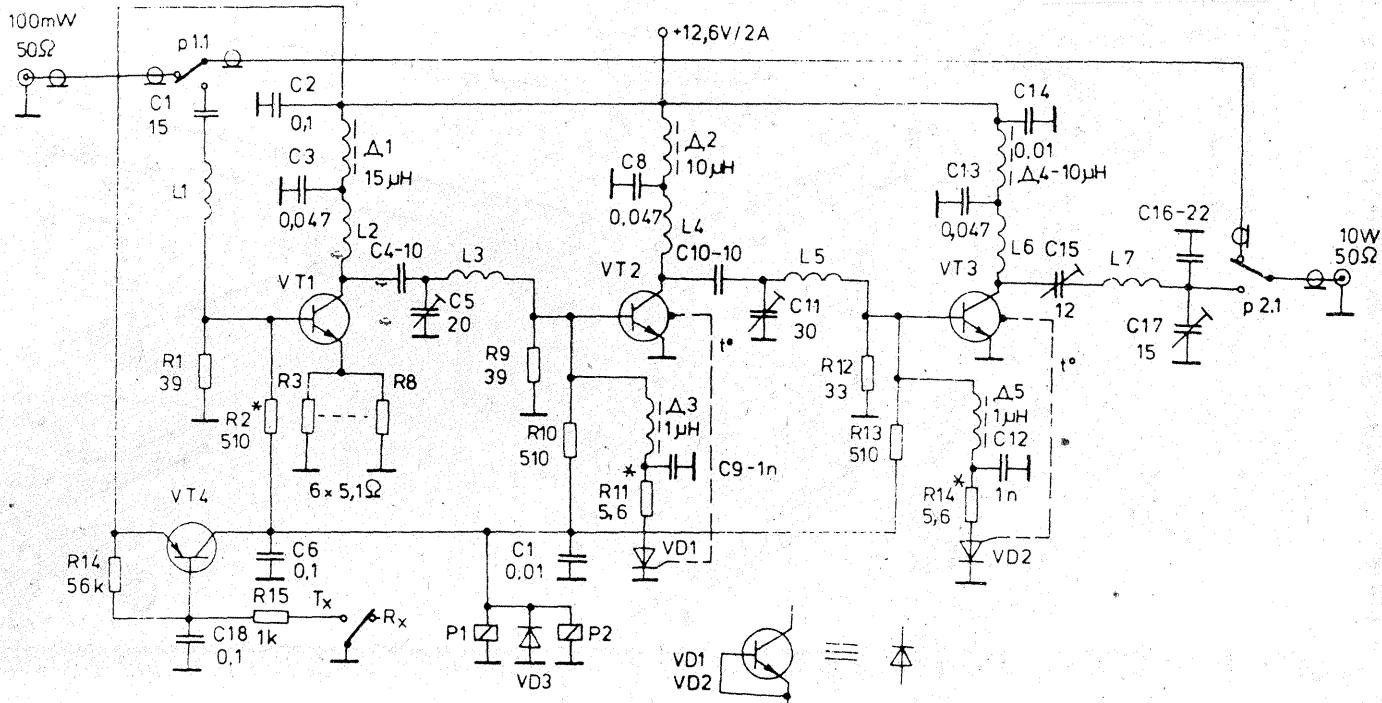 100mW
50Ω
p1.1
C1
15
L1
R1
39
R2
*
510
C2
0,1
Δ1
15μH
C3
0,047
L2
VT1
C4-10
C5
20
L3
R3
R8
6×5,1Ω
R9
39
+12,6V/2A
Δ2
10μH
C8
0,047
L4
C10-10
VT2
C11
30
L5
t°
R10
510
Δ3
1μH
*
C9-1n
R11
5,6
VD1
C14
0.01
Δ4-10μH
C13
0,047
L6
C15
12
L7
VT3
C16-22
C17
15
p2.1
10W
50Ω
R12
33
t°
R13
510
Δ5
1μH
C12
1n
R14
*
5,6
VD2
VT4
R14
56k
C6
0,1
C1
0,01
R15
1k
Tx
Rx
C18
0,1
P1
VD3
P2
VD1
VD2